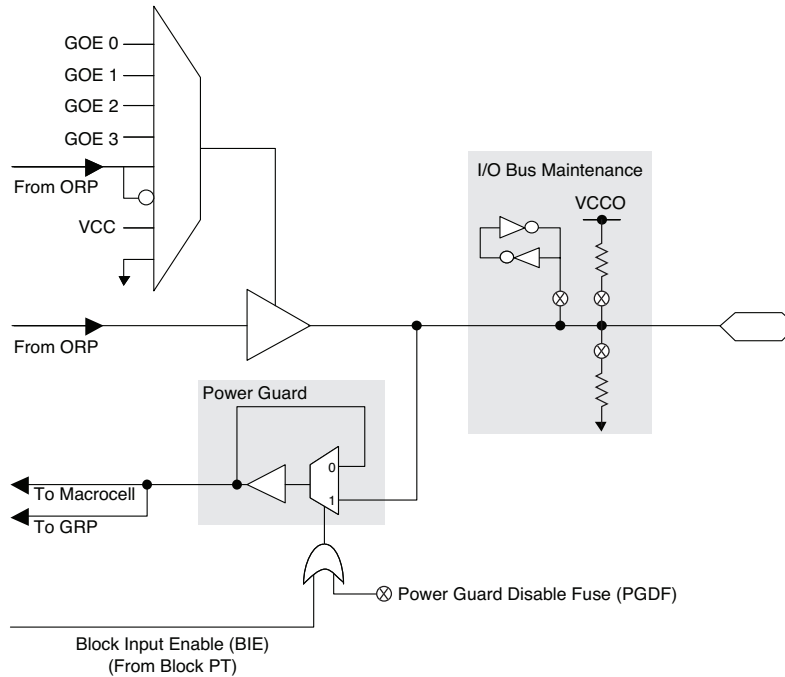 GOE 0
GOE 1
GOE 2
GOE 3
From ORP
VCC
From ORP
I/O Bus Maintenance
VCCO
Power Guard
0
1
To Macrocell
To GRP
Power Guard Disable Fuse (PGDF)
Block Input Enable (BIE)
(From Block PT)